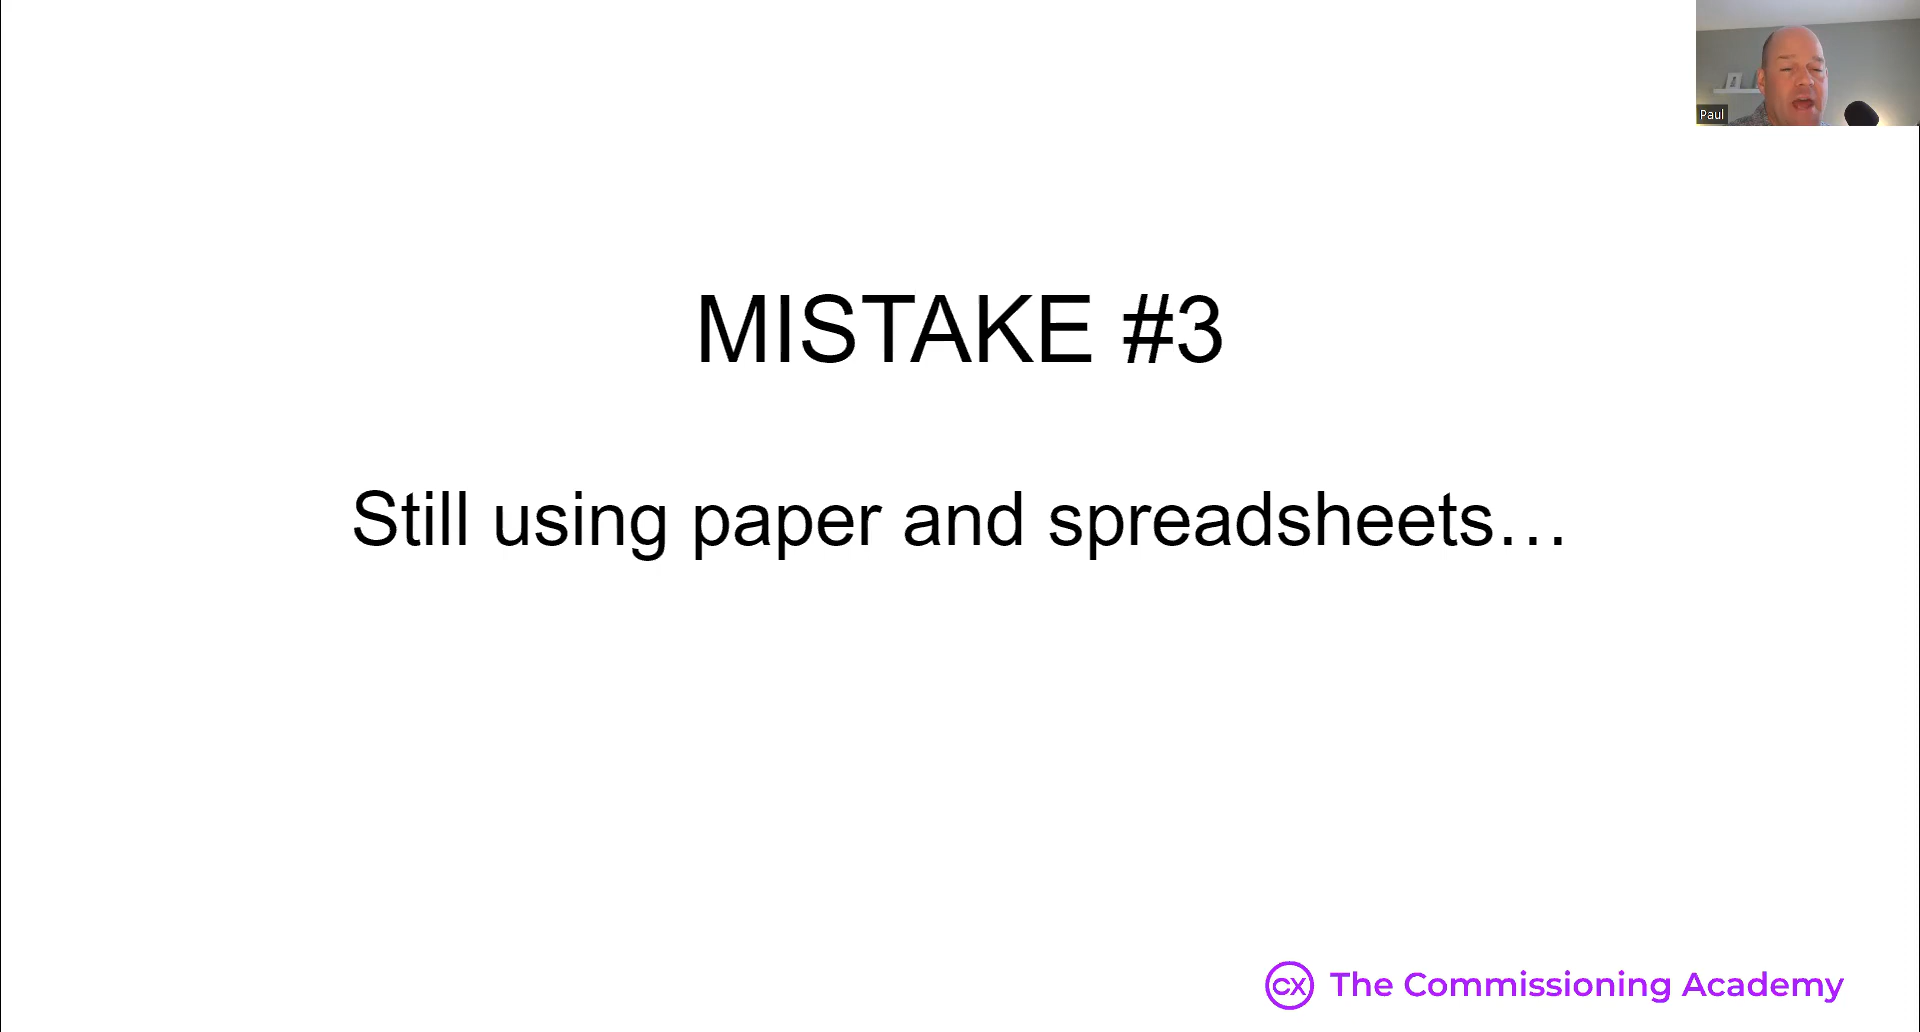 Paul
MISTAKE #3
Still using paper and spreadsheets…
CX The Commissioning Academy